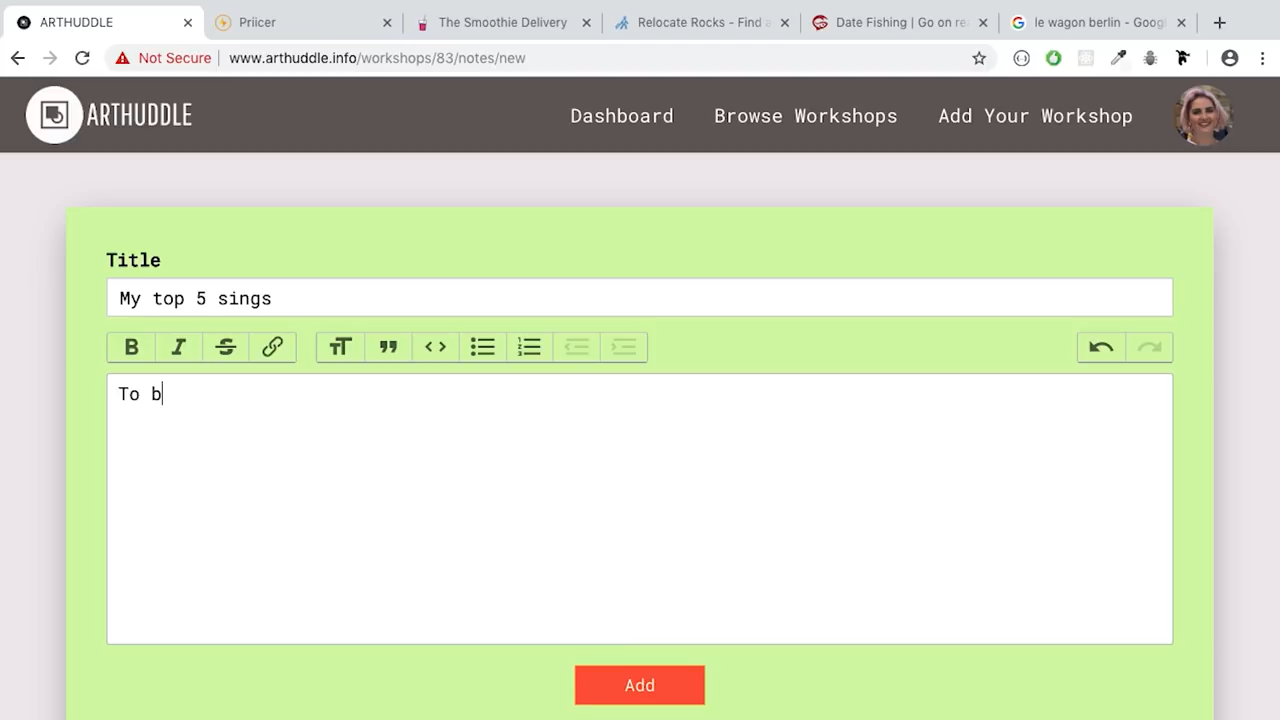 ARTHUDDLE
Priicer
The Smoothie Delivery
Relocate Rocks - Find a
Date Fishing | Go on re
le wagon berlin - Goog
Not Secure
www.arthuddle.info/workshops/83/notes/new
ARTHUDDLE
Dashboard
Browse Workshops
Add Your Workshop
Title
My top 5 sings
To b
Add